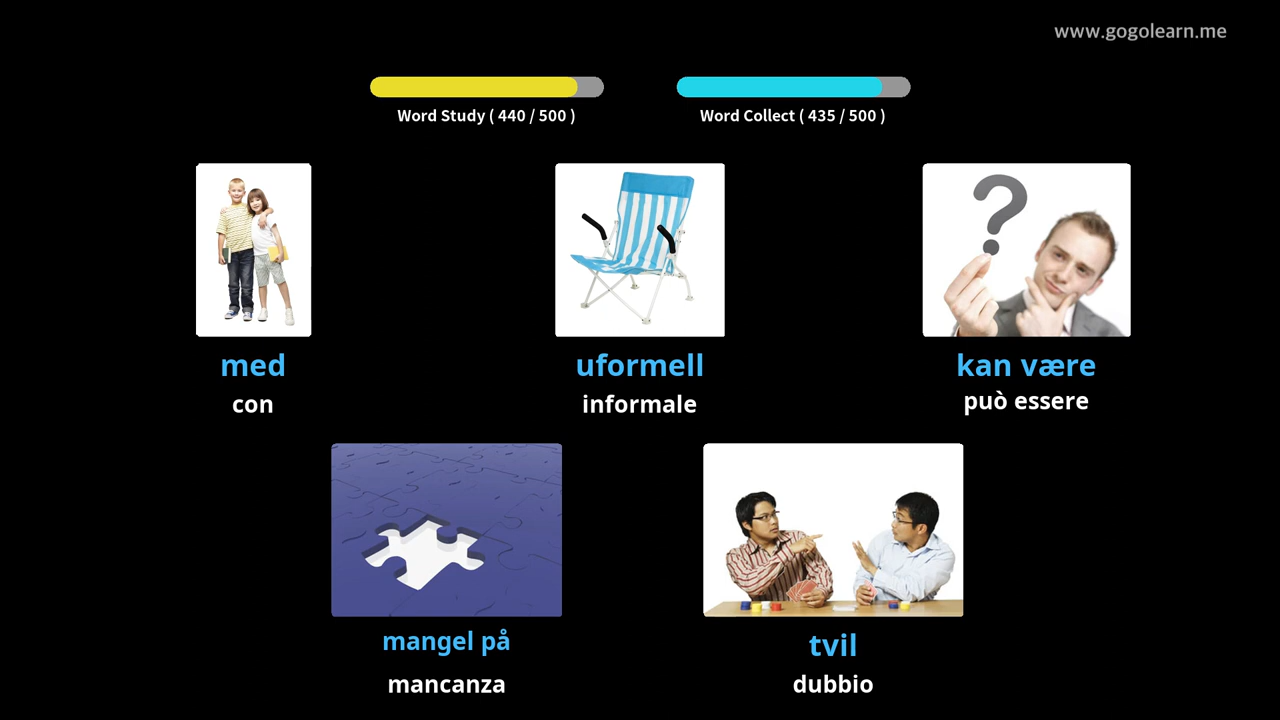 www.gogolearn.me
Word Study ( 440 / 500 )
Word Collect ( 435 / 500 )
med
con
uformell
informale
kan være
può essere
mangel på
mancanza
tvil
dubbio